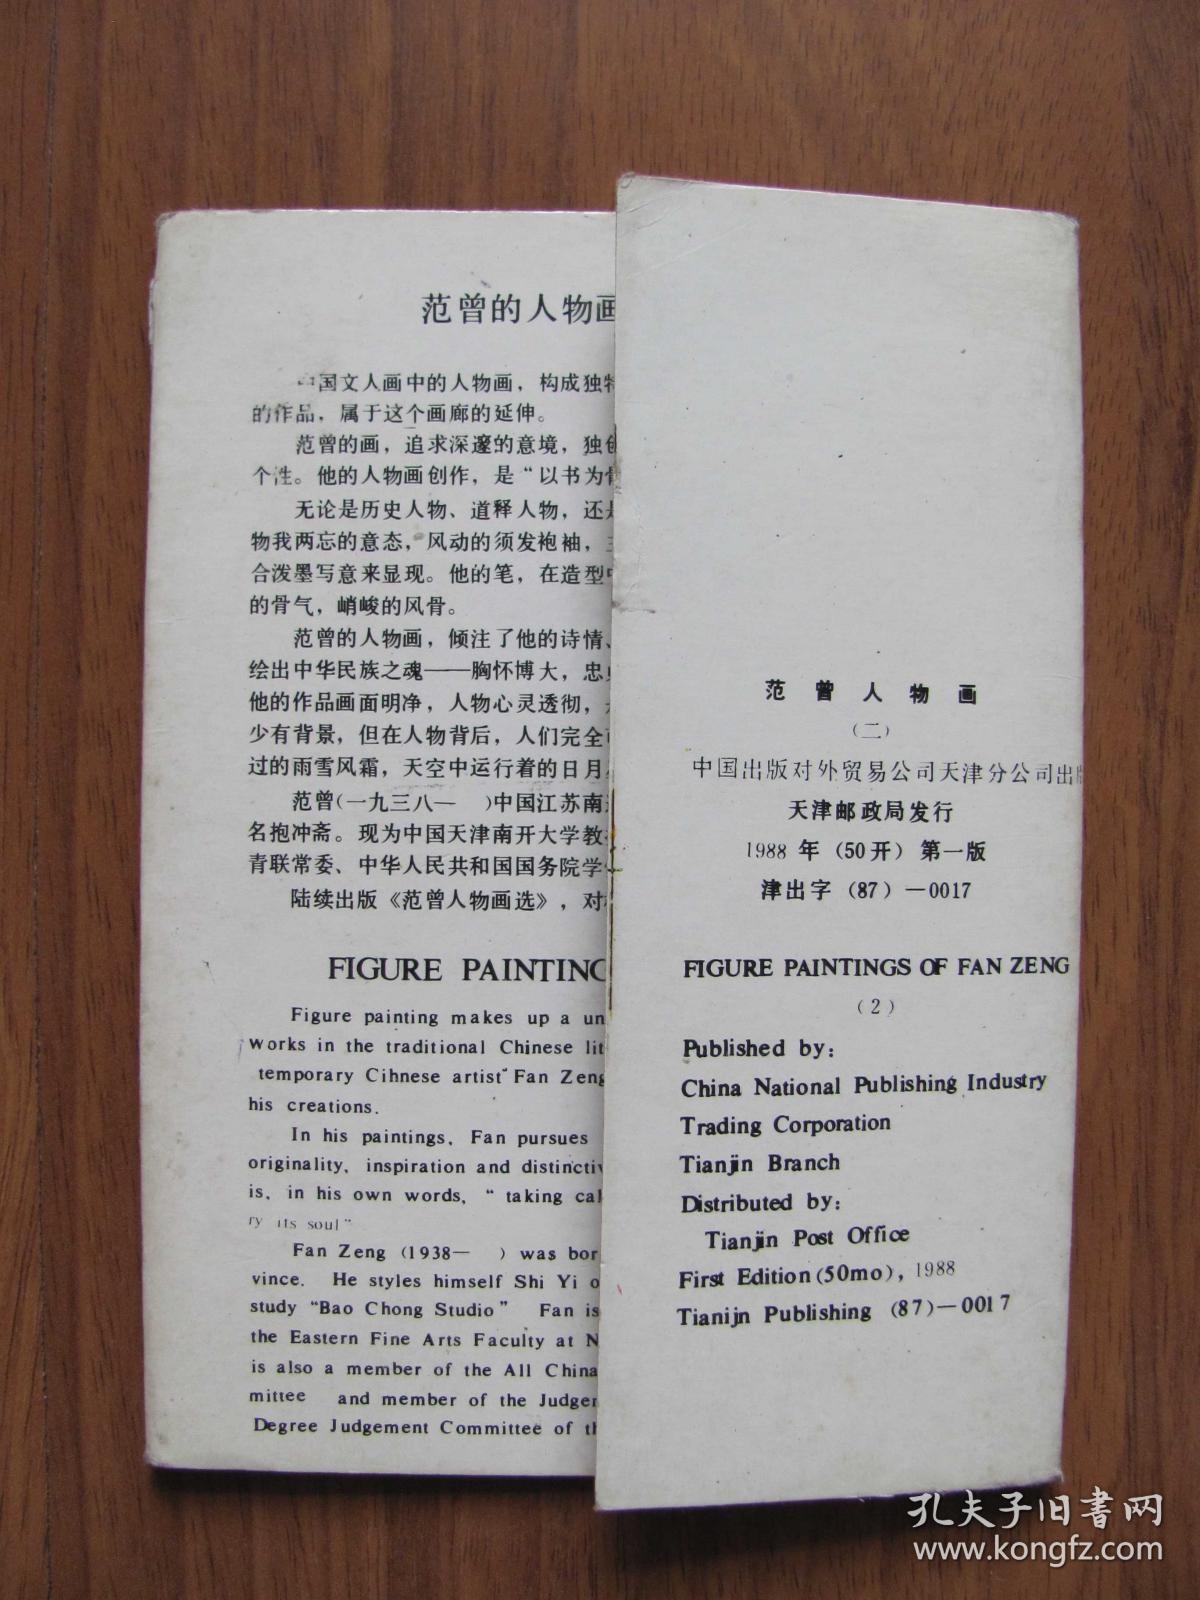 范曾的人物画
中国文人画中的人物画，构成独特
的作品，属于这个画廊的延伸。
范曾的画，追求深邃的意境，独创
个性。他的人物画创作，是“以书为骨
无论是历史人物、道释人物，还是
物我两忘的意态，风动的须发袍袖，
合泼墨写意来显现。他的笔，在造型中
的骨气，峭峻的风骨。
范曾的人物画，倾注了他的诗情、
绘出中华民族之魂——胸怀博大，忠
他的作品画面明净，人物心灵透彻，
少有背景，但在人物背后，人们完全
过的雨雪风霜，天空中运行着的日月
范曾(一九三八— )中国江苏南
名抱冲斋。现为中国天津南开大学教
青联常委、中华人民共和国国务院学
陆续出版《范曾人物画选》，对
FIGURE PAINTING
Figure painting makes up a un
works in the traditional Chinese lit
temporary Cihnese artist Fan Zeng
his creations.
In his paintings, Fan pursues
originality, inspiration and distincti
is, in his own words, “ taking cal
ry its soul”
Fan Zeng (1938— ) was bor
vince. He styles himself Shi Yi o
study “Bao Chong Studio” Fan is
the Eastern Fine Arts Faculty at N
is also a member of the All China
mittee and member of the Judge
Degree Judgement Committee of th
范曾人物画
(二)
中国出版对外贸易公司天津分公司出版
天津邮政局发行
1988年（50开）第一版
津出字（87）—0017
FIGURE PAINTINGS OF FAN ZENG
(2)
Published by:
China National Publishing Industry
Trading Corporation
Tianjin Branch
Distributed by:
Tianjin Post Office
First Edition(50mo), 1988
Tianijn Publishing (87)—0017
孔夫子旧书网
www.kongfz.com